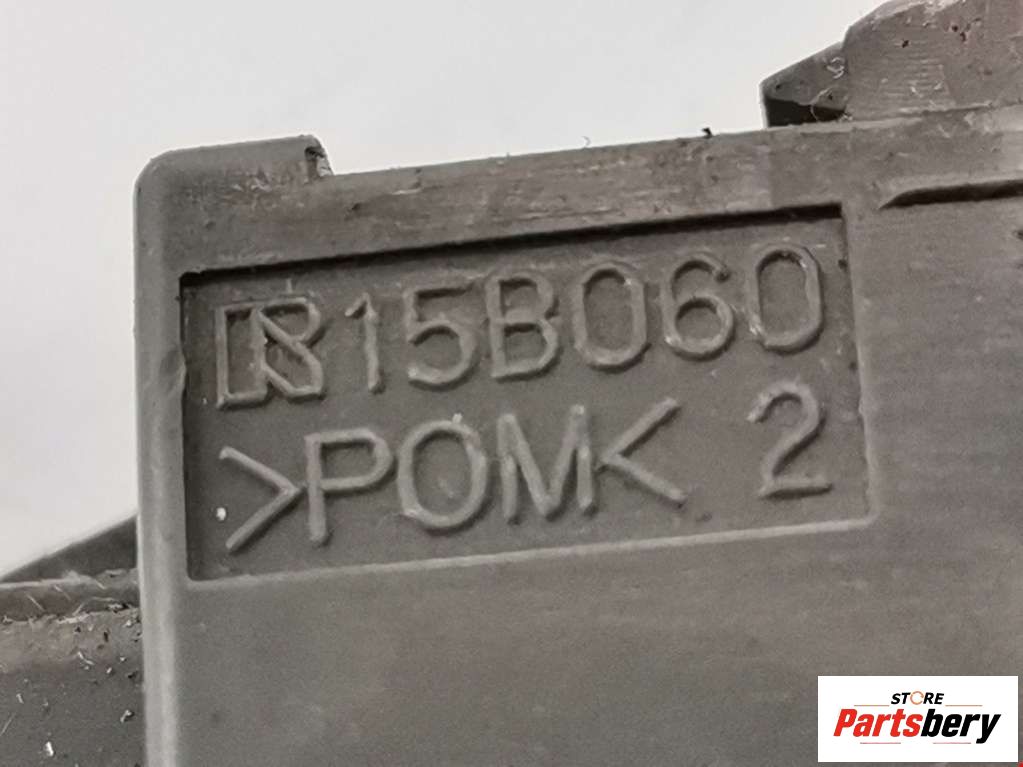 15B060
>POM< 2
STORE
Partsbery